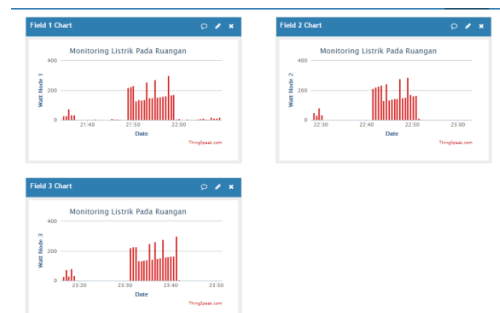 Field 1 Chart
Monitoring Listrik Pada Ruangan
400
200
0
Watt Node 1
21:40
21:50
22:00
Date
ThingSpeak.com
Field 2 Chart
Monitoring Listrik Pada Ruangan
400
200
0
Watt Node 2
22:30
22:40
22:50
23:00
Date
ThingSpeak.com
Field 3 Chart
Monitoring Listrik Pada Ruangan
400
200
0
Watt Node 3
23:20
23:30
23:40
23:50
Date
ThingSpeak.com